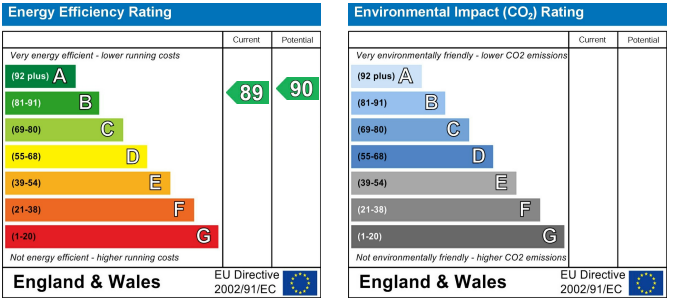 Energy Efficiency Rating
Current Potential
Very energy efficient - lower running costs
(92 plus) A
(81-91) B
89 90
(69-80) C
(55-68) D
(39-54) E
(21-38) F
(1-20) G
Not energy efficient - higher running costs
England & Wales
EU Directive
2002/91/EC
Environmental Impact (CO₂) Rating
Current Potential
Very environmentally friendly - lower CO2 emissions
(92 plus) A
(81-91) B
(69-80) C
(55-68) D
(39-54) E
(21-38) F
(1-20) G
Not environmentally friendly - higher CO2 emissions
England & Wales
EU Directive
2002/91/EC